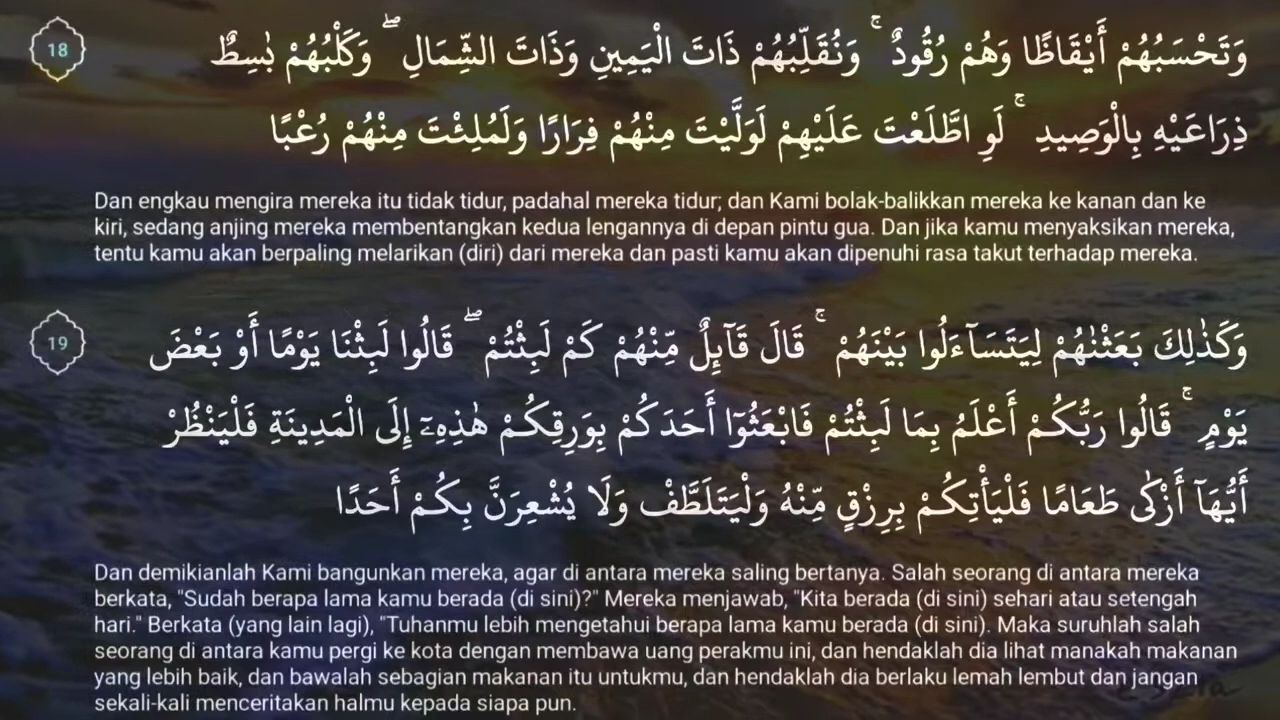 18
وَتَحْسَبُهُمْ أَيْقَاظًا وَهُمْ رُقُودٌ ۚ وَنُقَلِّبُهُمْ ذَاتَ الْيَمِينِ وَذَاتَ الشِّمَالِ ۖ وَكَلْبُهُمْ بٰسِطٌ
ذِرَاعَيْهِ بِالْوَصِيدِ ۚ لَوِ اطَّلَعْتَ عَلَيْهِمْ لَوَلَّيْتَ مِنْهُمْ فِرَارًا وَلَمُلِئْتَ مِنْهُمْ رُعْبًا
Dan engkau mengira mereka itu tidak tidur, padahal mereka tidur; dan Kami bolak-balikkan mereka ke kanan dan ke
kiri, sedang anjing mereka membentangkan kedua lengannya di depan pintu gua. Dan jika kamu menyaksikan mereka,
tentu kamu akan berpaling melarikan (diri) dari mereka dan pasti kamu akan dipenuhi rasa takut terhadap mereka.
19
وَكَذٰلِكَ بَعَثْنٰهُمْ لِيَتَسَآءَلُوا بَيْنَهُمْ ۚ قَالَ قَآئِلٌ مِّنْهُمْ كَمْ لَبِثْتُمْ ۖ قَالُوا لَبِثْنَا يَوْمًا أَوْ بَعْضَ
يَوْمٍ ۚ قَالُوا رَبُّكُمْ أَعْلَمُ بِمَا لَبِثْتُمْ فَابْعَثُوٓا أَحَدَكُمْ بِوَرِقِكُمْ هٰذِهِۦٓ إِلَى الْمَدِينَةِ فَلْيَنْظُرْ
أَيُّهَآ أَزْكٰى طَعَامًا فَلْيَأْتِكُمْ بِرِزْقٍ مِّنْهُ وَلْيَتَلَطَّفْ وَلَا يُشْعِرَنَّ بِكُمْ أَحَدًا
Dan demikianlah Kami bangunkan mereka, agar di antara mereka saling bertanya. Salah seorang di antara mereka
berkata, "Sudah berapa lama kamu berada (di sini)?" Mereka menjawab, "Kita berada (di sini) sehari atau setengah
hari." Berkata (yang lain lagi), "Tuhanmu lebih mengetahui berapa lama kamu berada (di sini). Maka suruhlah salah
seorang di antara kamu pergi ke kota dengan membawa uang perakmu ini, dan hendaklah dia lihat manakah makanan
yang lebih baik, dan bawalah sebagian makanan itu untukmu, dan hendaklah dia berlaku lemah lembut dan jangan
sekali-kali menceritakan halmu kepada siapa pun.